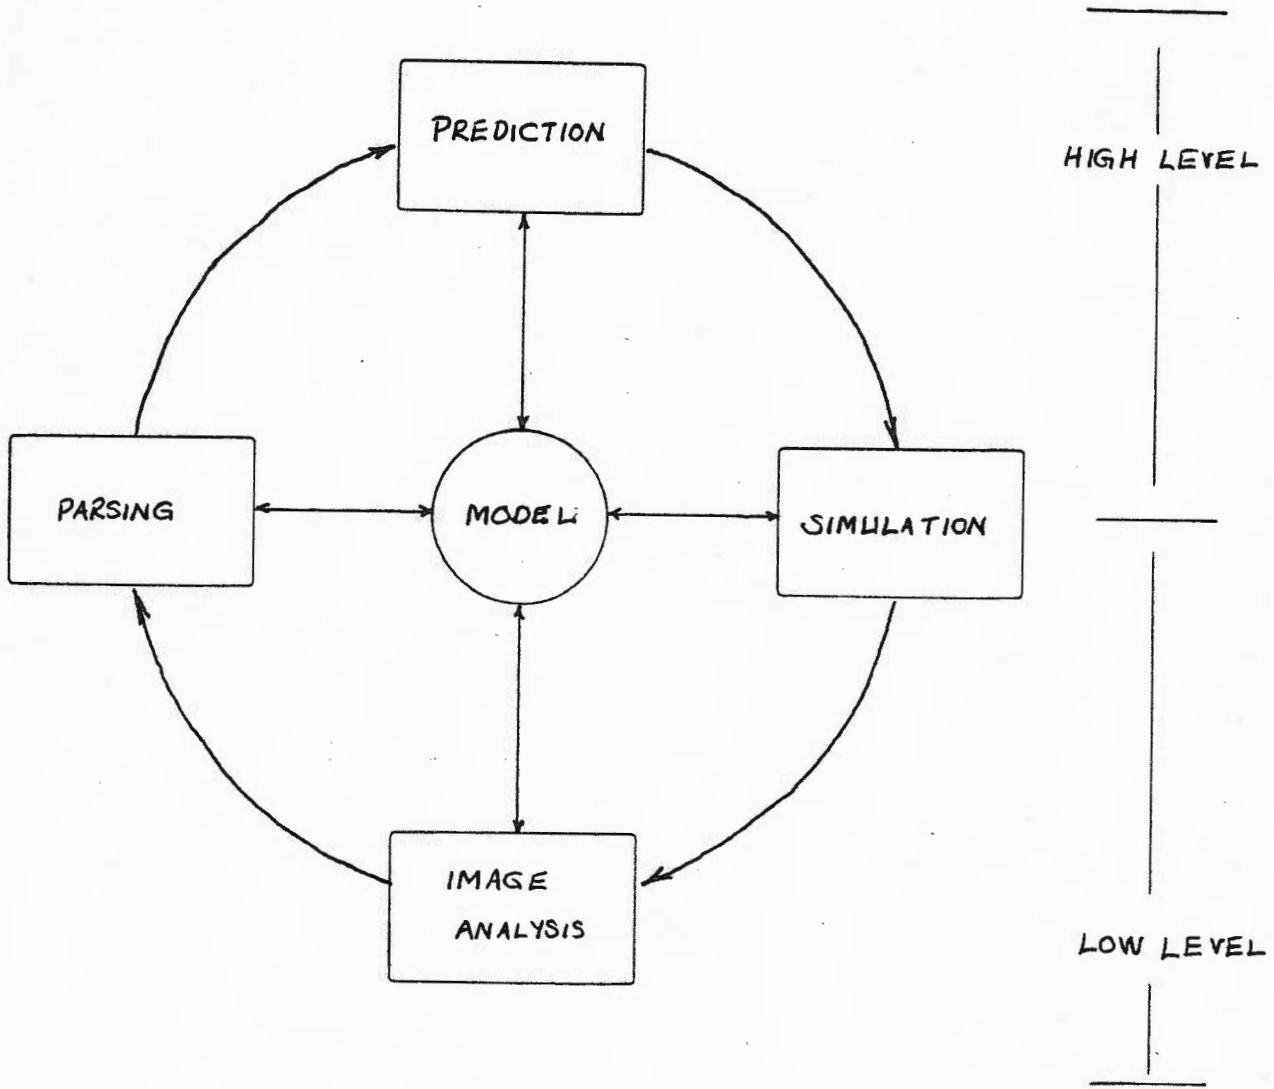 PREDICTION
HIGH LEVEL
PARSING
MODEL
SIMULATION
IMAGE
ANALYSIS
LOW LEVEL